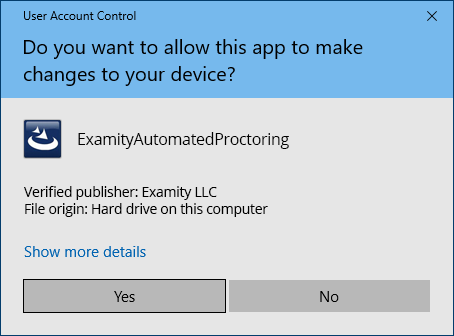 User Account Control
Do you want to allow this app to make
changes to your device?
ExamityAutomatedProctoring
Verified publisher: Examity LLC
File origin: Hard drive on this computer
Show more details
Yes
No